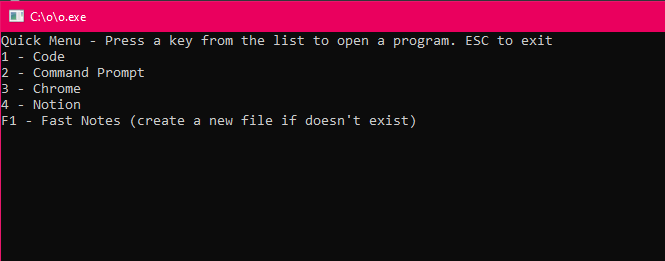 C:\o\o.exe
Quick Menu - Press a key from the list to open a program. ESC to exit
1 - Code
2 - Command Prompt
3 - Chrome
4 - Notion
F1 - Fast Notes (create a new file if doesn't exist)